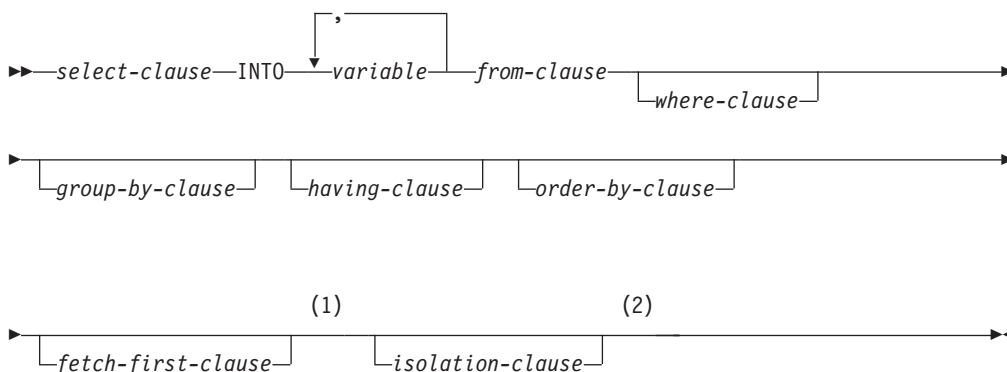 ,
select-clause INTO variable from-clause
where-clause
group-by-clause having-clause order-by-clause
(1) (2)
fetch-first-clause isolation-clause